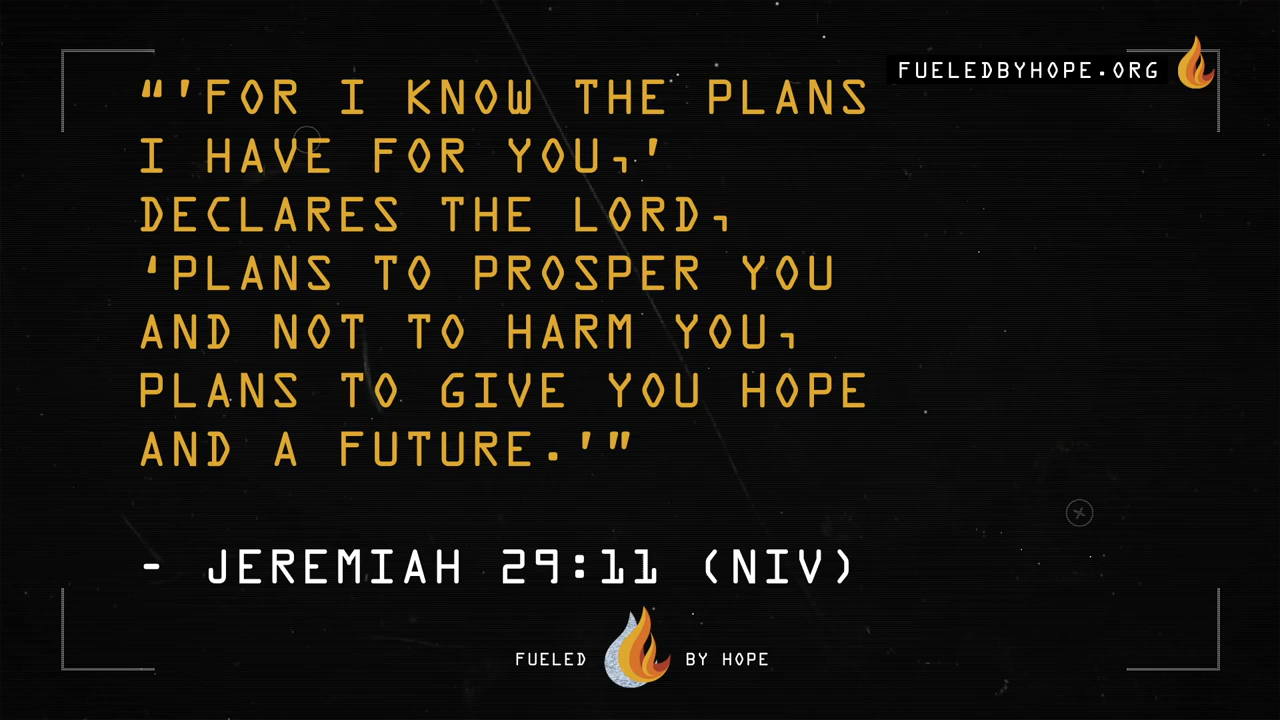 “'FOR I KNOW THE PLANS
I HAVE FOR YOU,'
DECLARES THE LORD,
‘PLANS TO PROSPER YOU
AND NOT TO HARM YOU,
PLANS TO GIVE YOU HOPE
AND A FUTURE.'"
- JEREMIAH 29:11 (NIV)
FUELEDBYHOPE.ORG
FUELED BY HOPE